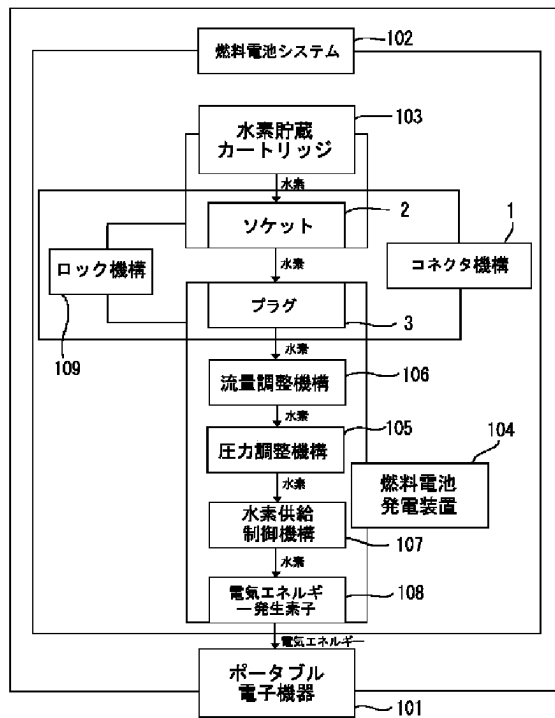 燃料電池システム
102
水素貯蔵
カートリッジ
103
水素
ソケット
2
1
水素
ロック機構
コネクタ機構
109
プラグ
3
水素
流量調整機構
106
水素
圧力調整機構
105
104
水素
燃料電池
発電装置
水素供給
制御機構
107
水素
電気エネルギ
ー発生素子
108
電気エネルギー
ポータブル
電子機器
101